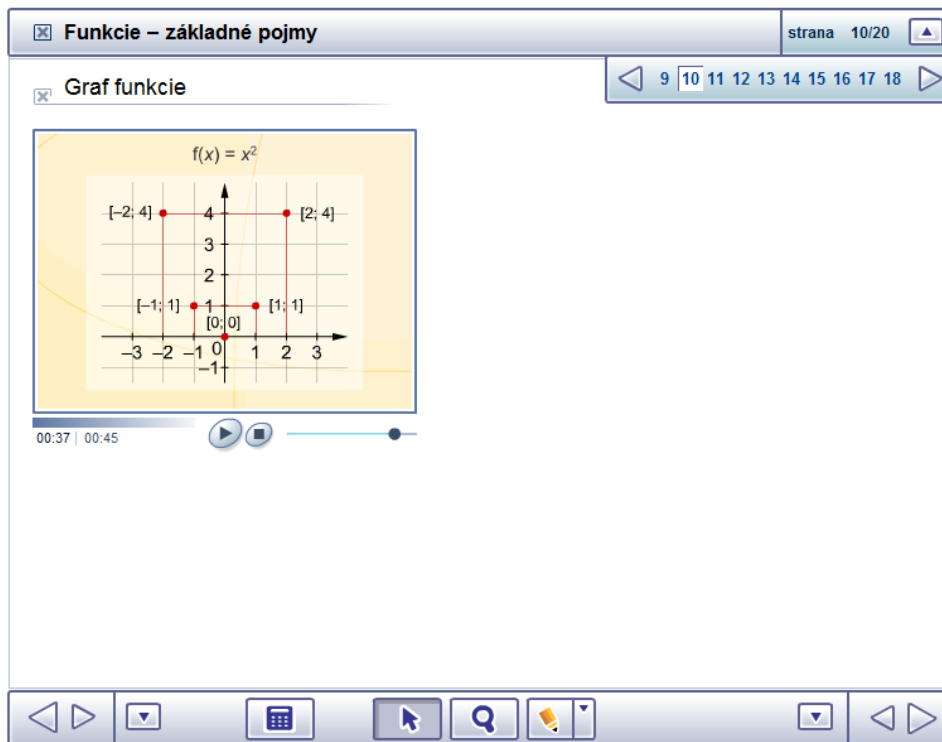 Funkcie – základné pojmy
strana 10/20
9 10 11 12 13 14 15 16 17 18
Graf funkcie
f(x) = x²
[–2; 4] 4 [2; 4]
3
2
[–1; 1] 1 [1; 1]
[0; 0]
–3 –2 –1 0 1 2 3
–1
00:37 | 00:45